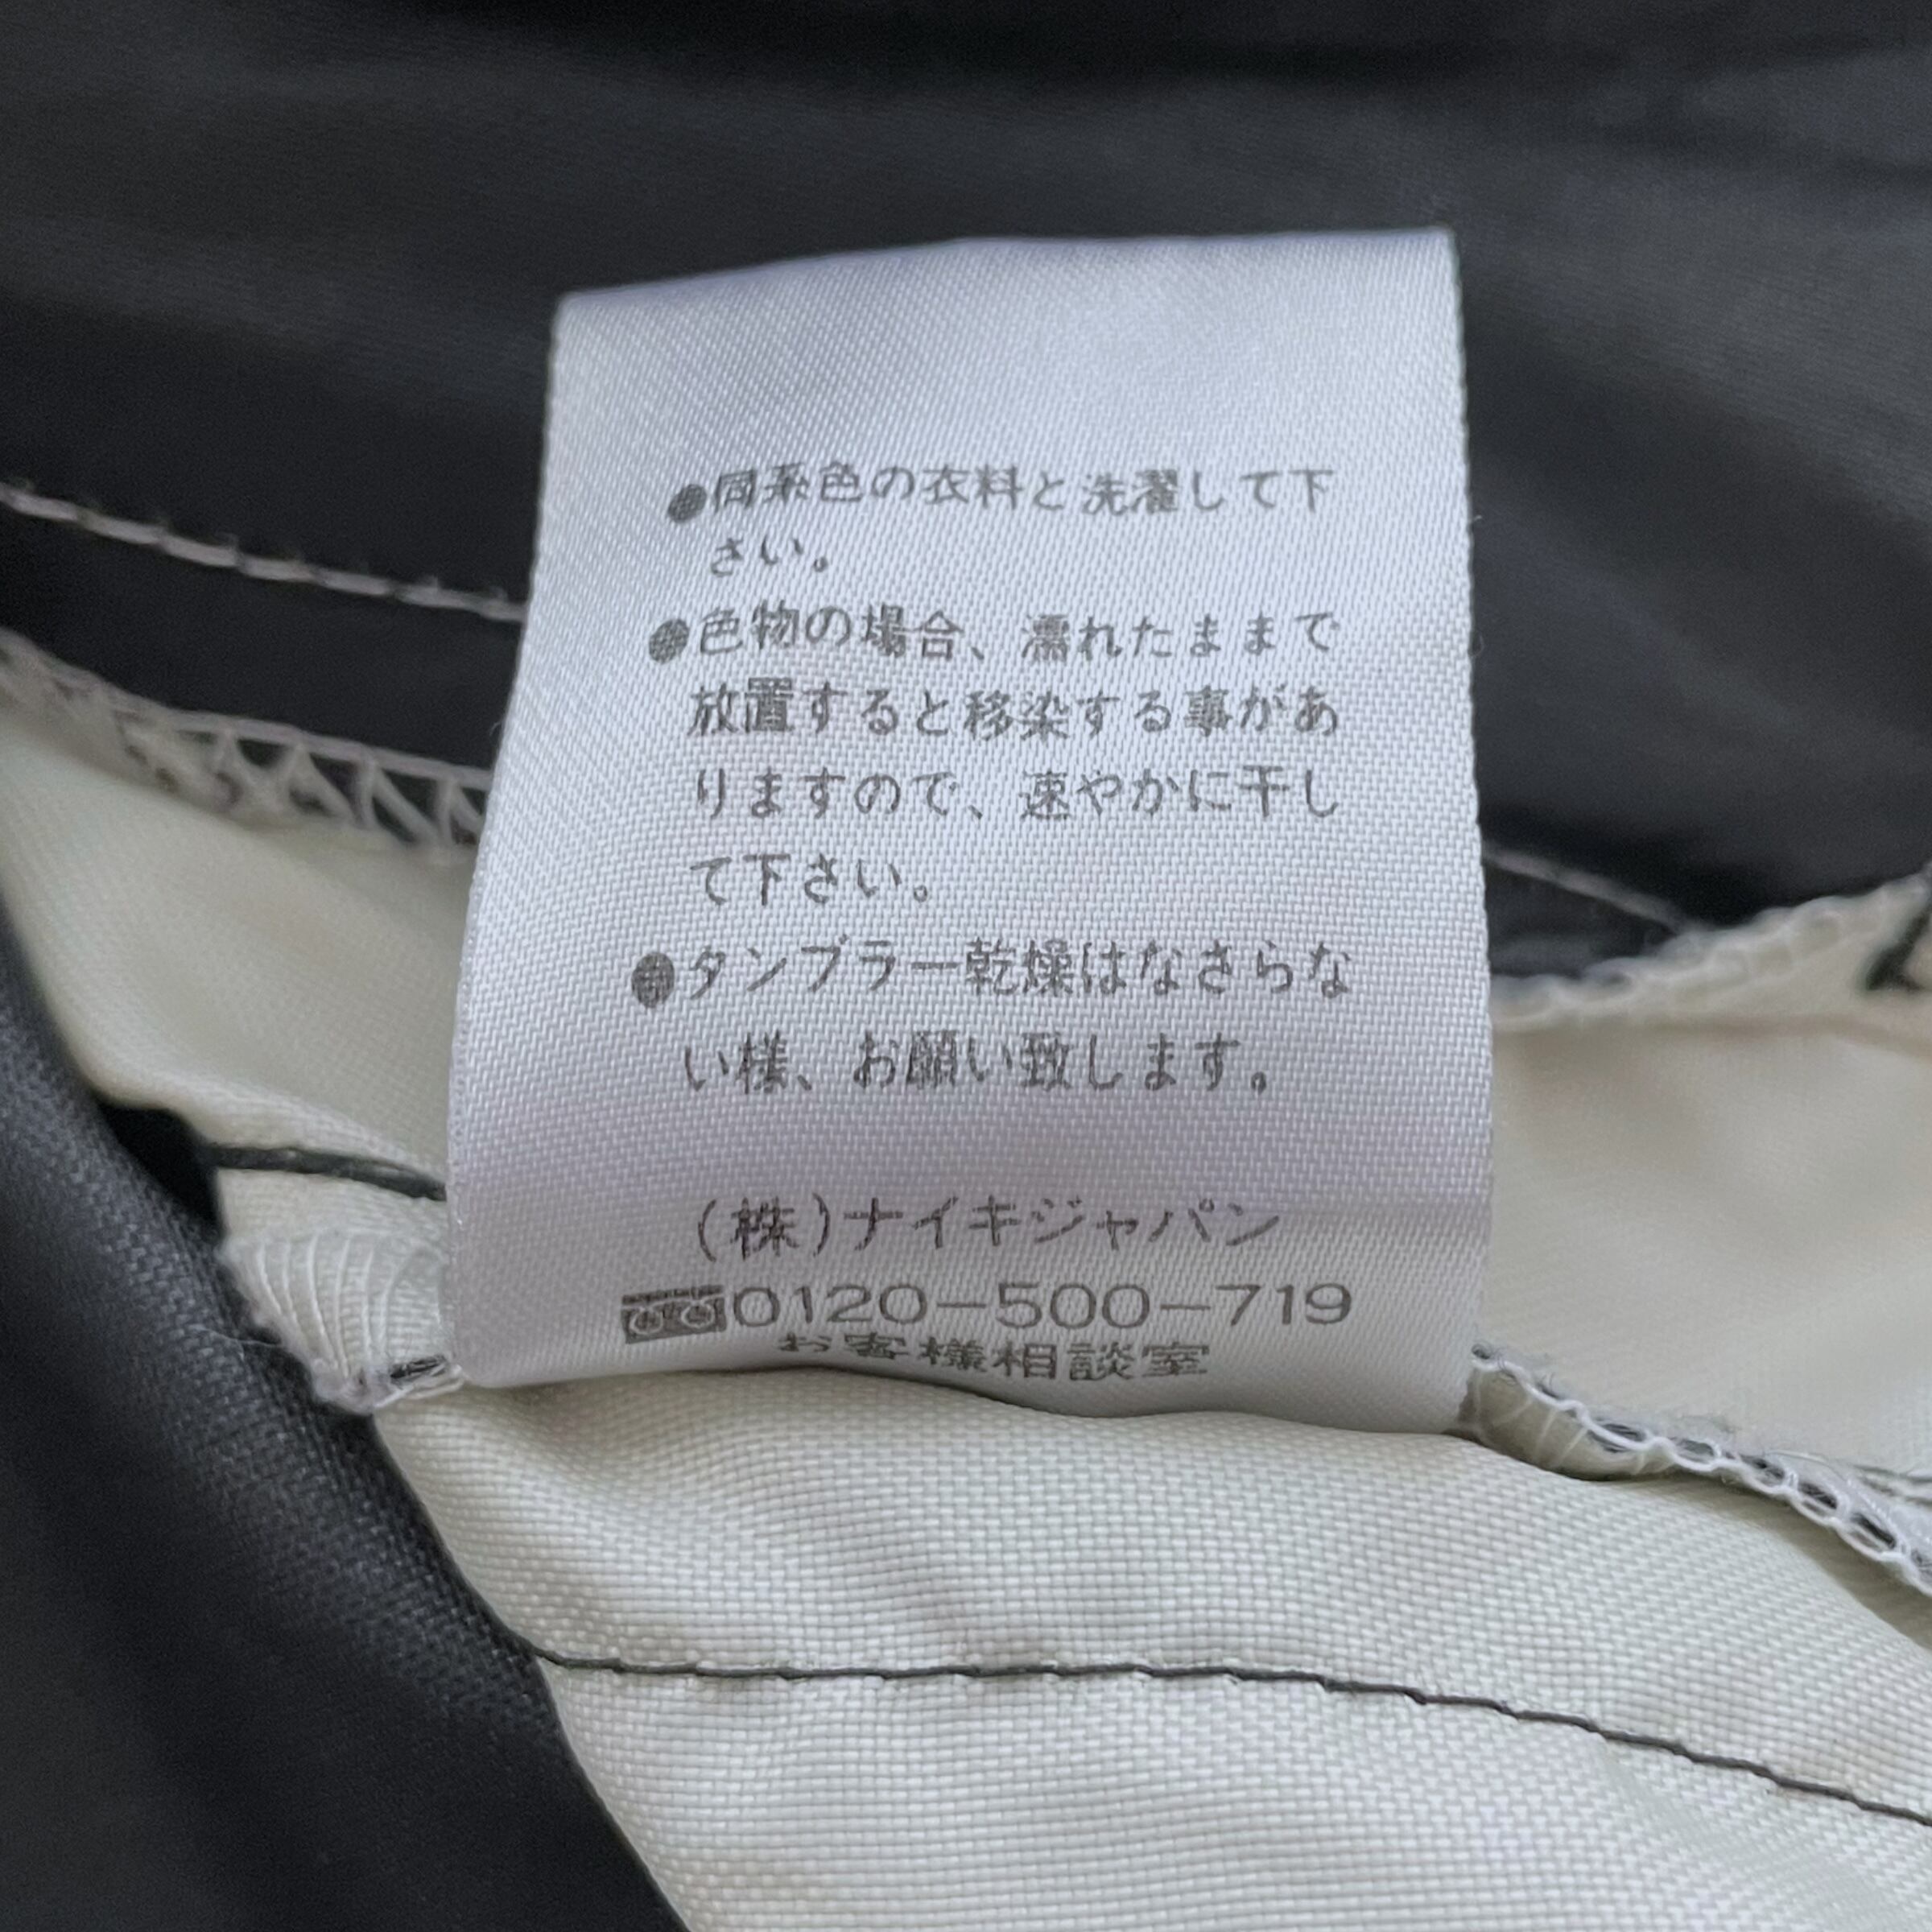 ●同系色の衣料と洗濯して下
さい。
●色物の場合、濡れたままで
放置すると移染する事があ
りますので、速やかに干し
て下さい。
●タンブラー乾燥はなさらな
い様、お願い致します。
(株)ナイキジャパン
0120-500-719
お客様相談室